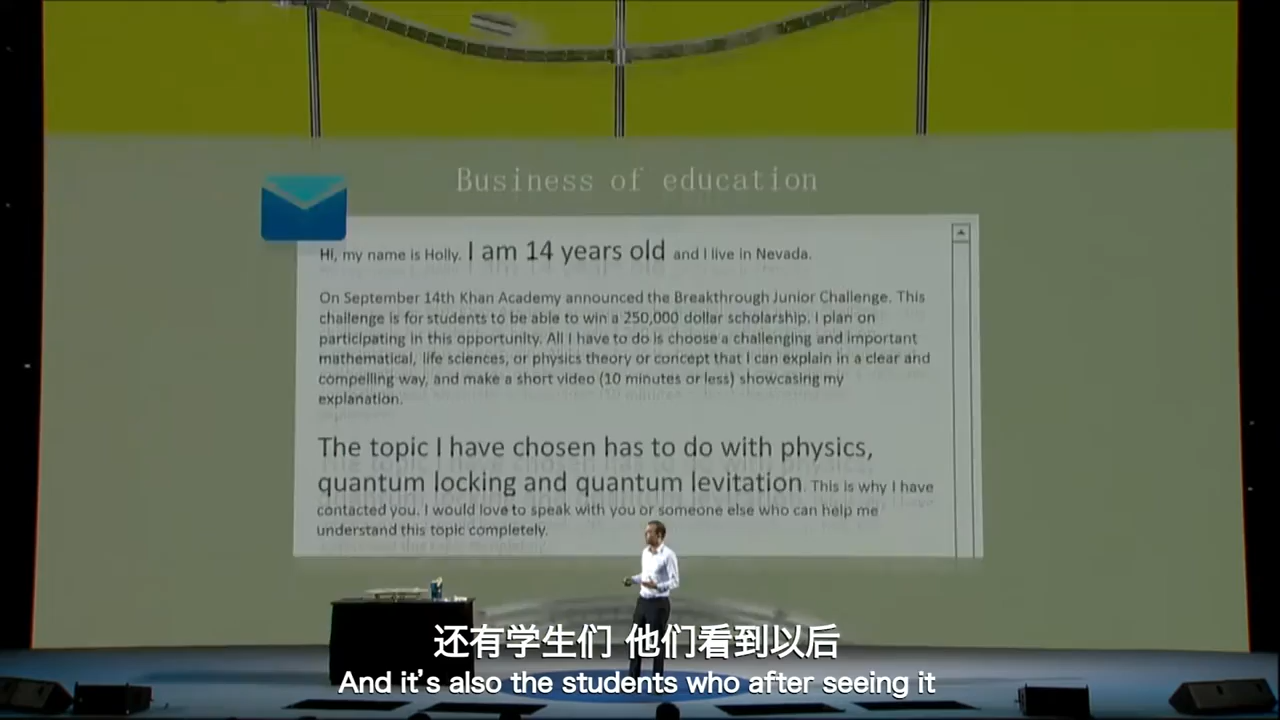 Business of education
Hi, my name is Holly. I am 14 years old and I live in Nevada.
On September 14th Khan Academy announced the Breakthrough Junior Challenge. This
challenge is for students to be able to win a 250,000 dollar scholarship. I plan on
participating in this opportunity. All I have to do is choose a challenging and important
mathematical, life sciences, or physics theory or concept that I can explain in a clear and
compelling way, and make a short video (10 minutes or less) showcasing my
explanation.
The topic I have chosen has to do with physics,
quantum locking and quantum levitation. This is why I have
contacted you. I would love to speak with you or someone else who can help me
understand this topic completely.
还有学生们 他们看到以后
And it's also the students who after seeing it